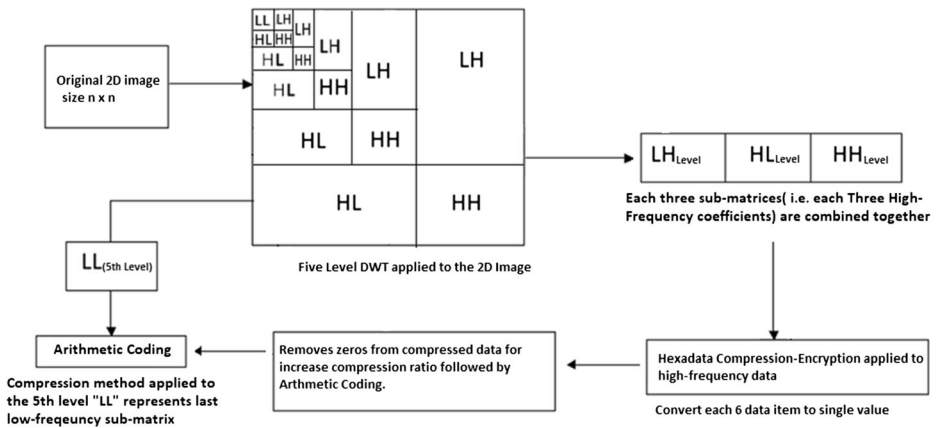 Original 2D image
size n x n
LL LH
HL HH
LH
HL HH
LH
HL HH
LH
HL HH
LH
HL HH
Five Level DWT applied to the 2D Image
LHLevel HLLevel HHLevel
Each three sub-matrices( i.e. each Three High-
Frequency coefficients) are combined together
LL(5th Level)
Arithmetic Coding
Compression method applied to
the 5th level "LL" represents last
low-freqeuncy sub-matrix
Removes zeros from compressed data for
increase compression ratio followed by
Arthmetic Coding.
Hexadata Compression-Encryption applied to
high-frequency data
Convert each 6 data item to single value